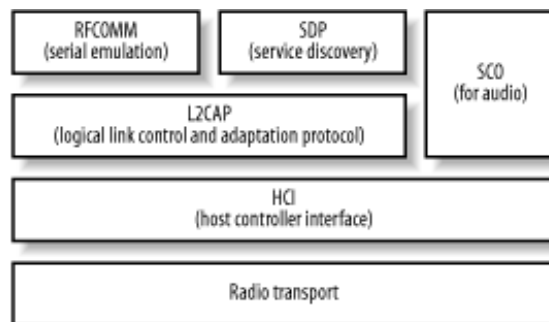 RFCOMM
(serial emulation)
SDP
(service discovery)
SCO
(for audio)
L2CAP
(logical link control and adaptation protocol)
HCI
(host controller interface)
Radio transport